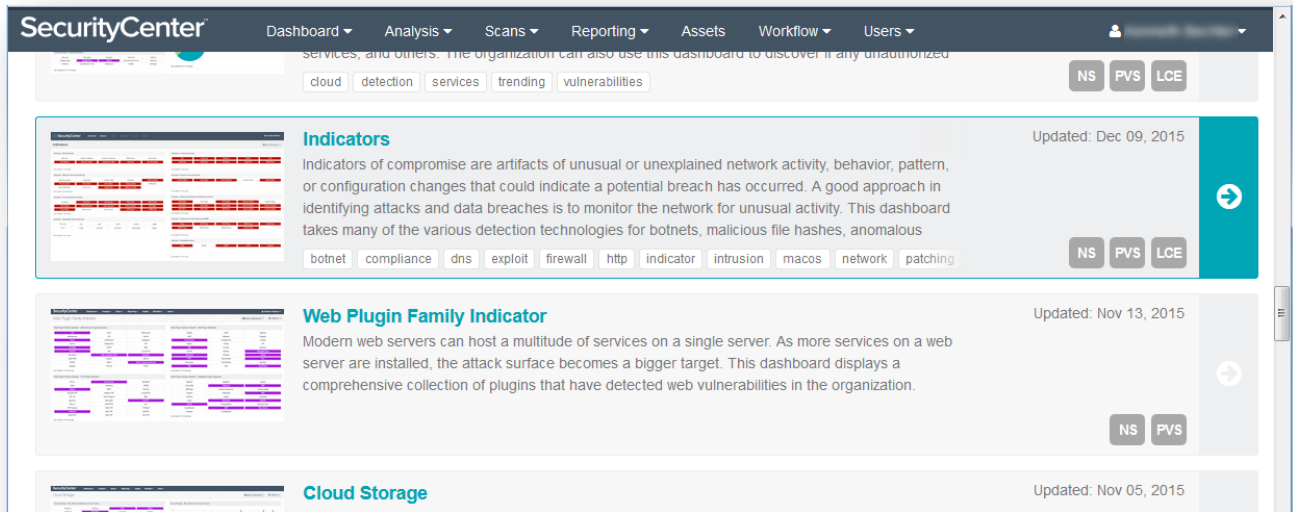 SecurityCenter™
Dashboard Analysis Scans Reporting Assets Workflow Users
services, and others. The organization can also use this dashboard to discover if any unauthorized
cloud detection services trending vulnerabilities
NS PVS LCE
Indicators
Updated: Dec 09, 2015
Indicators of compromise are artifacts of unusual or unexplained network activity, behavior, pattern,
or configuration changes that could indicate a potential breach has occurred. A good approach in
identifying attacks and data breaches is to monitor the network for unusual activity. This dashboard
takes many of the various detection technologies for botnets, malicious file hashes, anomalous
botnet compliance dns exploit firewall http indicator intrusion macos network patching
NS PVS LCE
Web Plugin Family Indicator
Updated: Nov 13, 2015
Modern web servers can host a multitude of services on a single server. As more services on a web
server are installed, the attack surface becomes a bigger target. This dashboard displays a
comprehensive collection of plugins that have detected web vulnerabilities in the organization.
NS PVS
Cloud Storage
Updated: Nov 05, 2015